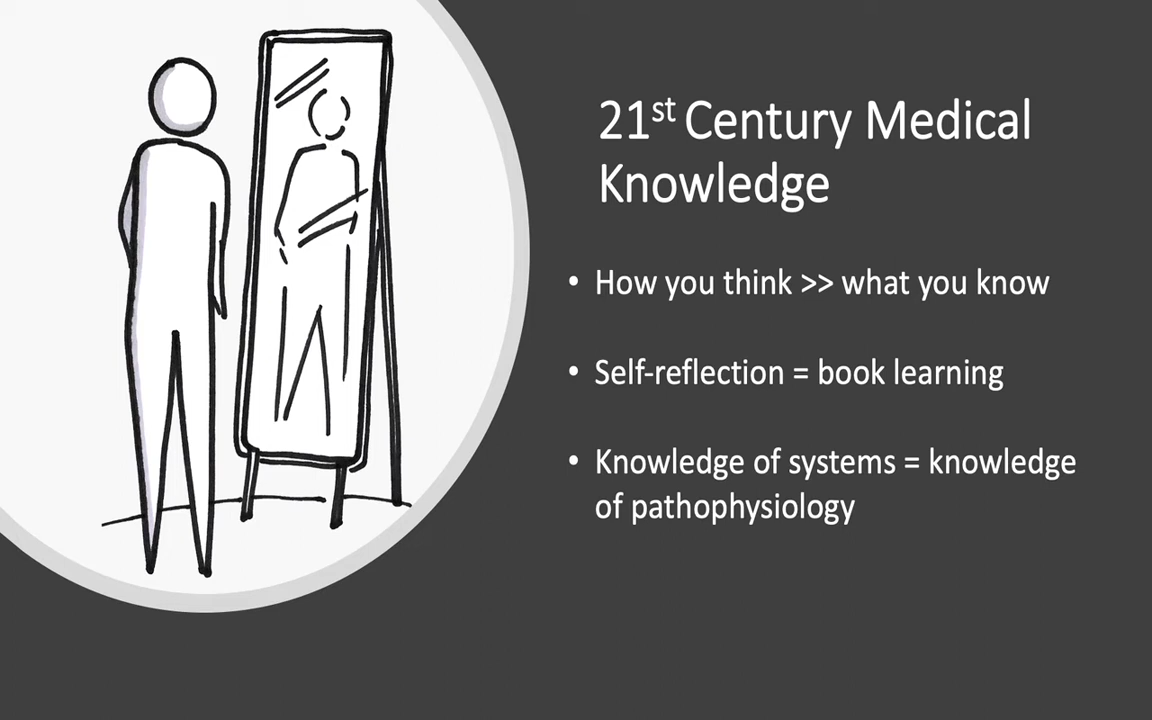 21st Century Medical
Knowledge
• How you think >> what you know
• Self-reflection = book learning
• Knowledge of systems = knowledge
of pathophysiology